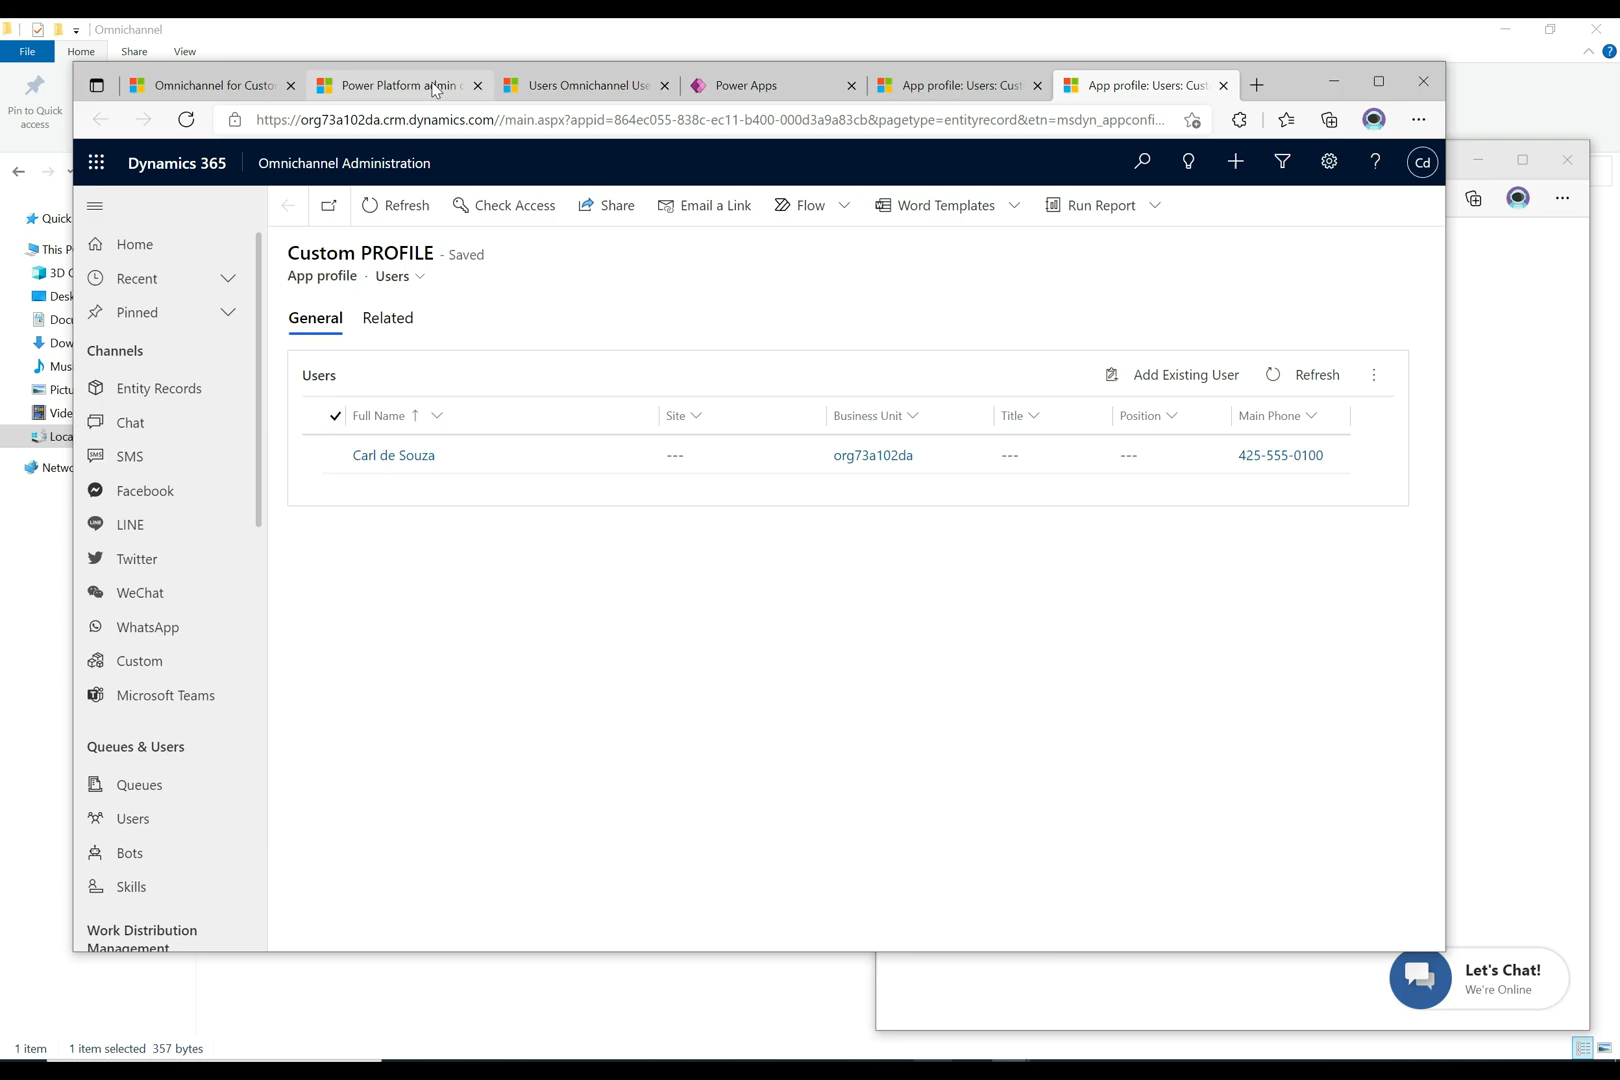 Omnichannel
File
Home
Share
View
Pin to Quick
access
Omnichannel for Custo
Power Platform admin c
Users Omnichannel Use
Power Apps
App profile: Users: Cust
App profile: Users: Cust
https://org73a102da.crm.dynamics.com//main.aspx?appid=864ec055-838c-ec11-b400-000d3a9a83cb&pagetype=entityrecord&etn=msdyn_appconfi...
Dynamics 365
Omnichannel Administration
Cd
Quick
This P
3D O
Desk
Docu
Dow
Musi
Pictu
Vide
Loca
Netwo
Home
Recent
Pinned
Channels
Entity Records
Chat
SMS
Facebook
LINE
Twitter
WeChat
WhatsApp
Custom
Microsoft Teams
Queues & Users
Queues
Users
Bots
Skills
Work Distribution
Management
Refresh
Check Access
Share
Email a Link
Flow
Word Templates
Run Report
Custom PROFILE - Saved
App profile · Users
General
Related
Users
Add Existing User
Refresh
Full Name
Site
Business Unit
Title
Position
Main Phone
Carl de Souza
---
org73a102da
---
---
425-555-0100
Let's Chat!
We're Online
1 item
1 item selected 357 bytes